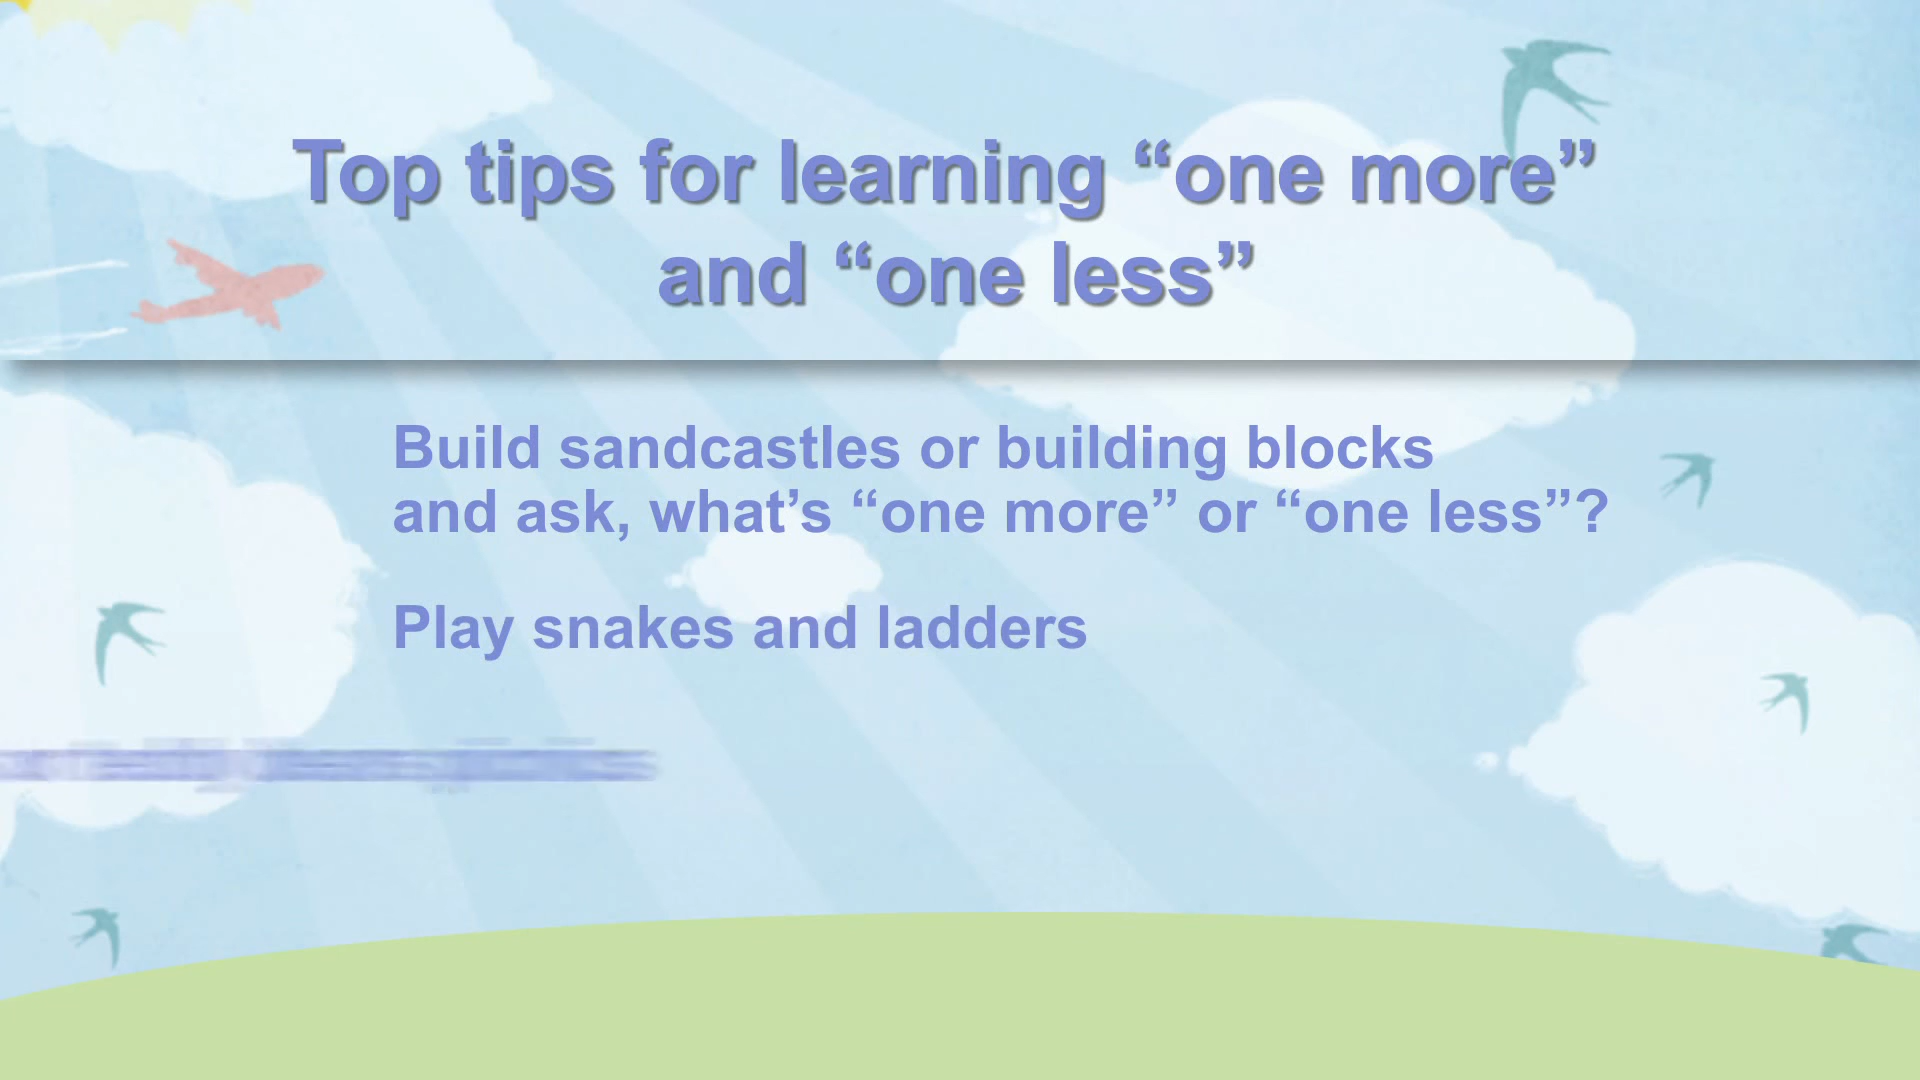 Top tips for learning “one more”
and “one less”
Build sandcastles or building blocks
and ask, what’s “one more” or “one less”?
Play snakes and ladders